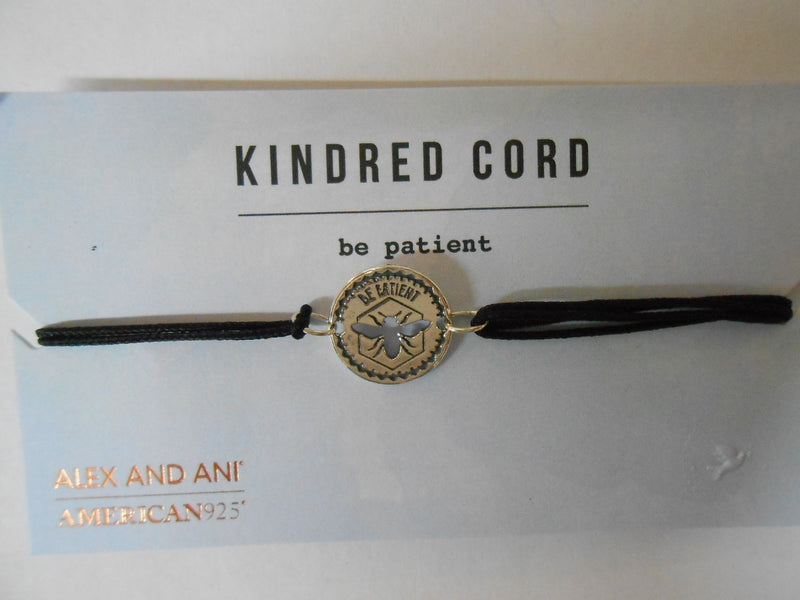 KINDRED CORD
be patient
BE PATIENT
ALEX AND ANI®
AMERICAN925®